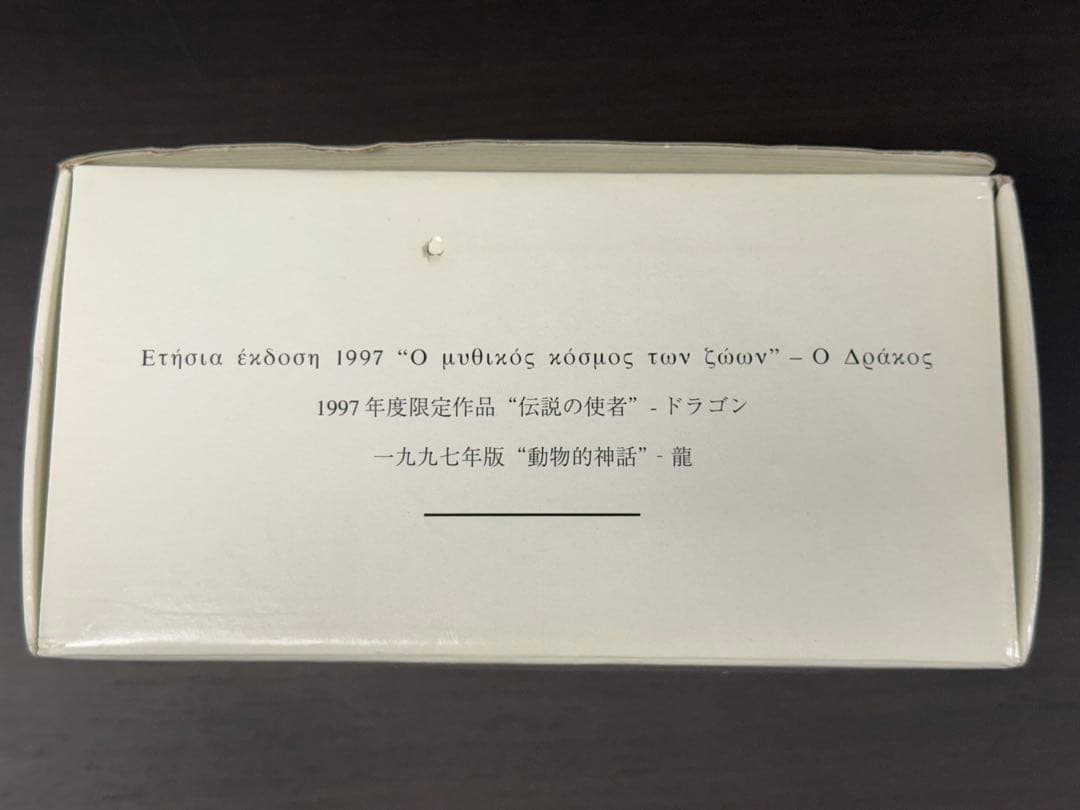 Ετήσια έκδοση 1997 “Ο μυθικός κόσμος των ζώων” – Ο Δράκος
1997 年度限定作品 “伝説の使者” - ドラゴン
一九九七年版 “動物的神話” - 龍